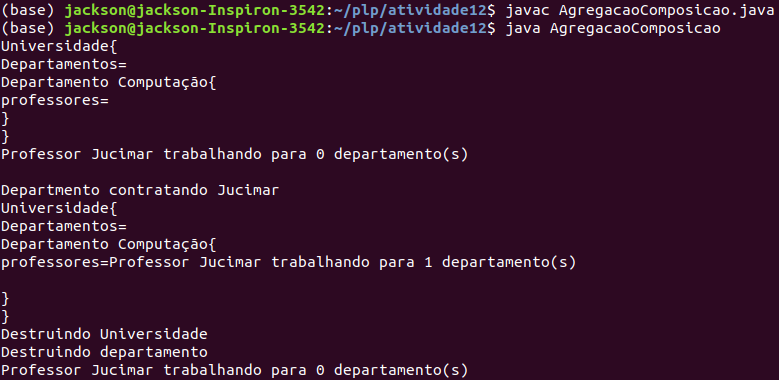 (base) jackson@jackson-Inspiron-3542:~/plp/atividade12$ javac AgregacaoComposicao.java
(base) jackson@jackson-Inspiron-3542:~/plp/atividade12$ java AgregacaoComposicao
Universidade{
Departamentos=
Departamento Computação{
professores=
}
}
Professor Jucimar trabalhando para 0 departamento(s)

Departmento contratando Jucimar
Universidade{
Departamentos=
Departamento Computação{
professores=Professor Jucimar trabalhando para 1 departamento(s)

}
}
Destruindo Universidade
Destruindo departamento
Professor Jucimar trabalhando para 0 departamento(s)